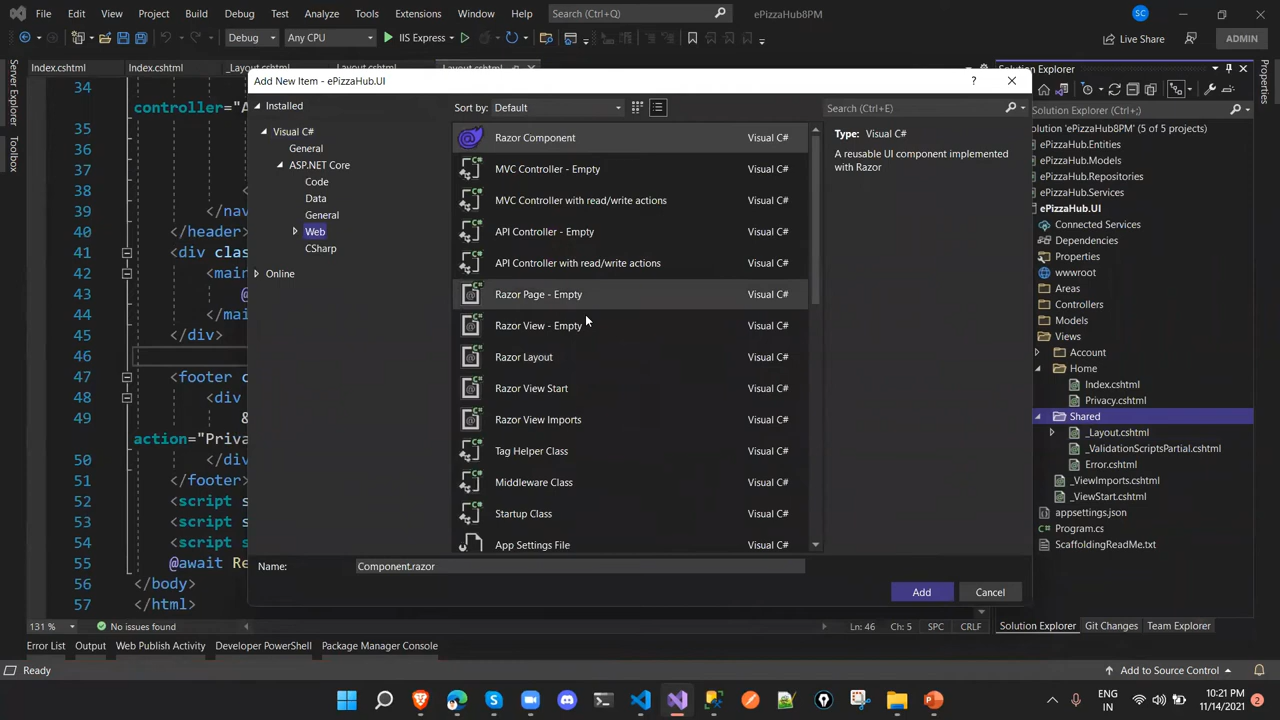 File Edit View Project Build Debug Test Analyze Tools Extensions Window Help Search (Ctrl+Q) ePizzaHub8PM SC
Debug Any CPU IIS Express Live Share ADMIN
Server Explorer
Toolbox
Index.cshtml Index.cshtml Layout.cshtml Layout.cshtml
34
controller="A
35
36
37
38 <
39 </nav
40 </header>
41 <div clas
42 <main
43 @
44 </ma
45 </div>
46
47 <footer c
48 <div
49 &
action="Priva
50 </div
51 </footer>
52 <script s
53 <script s
54 <script s
55 @await Re
56 </body>
57 </html>
Add New Item - ePizzaHub.UI
Installed
Visual C#
General
ASP.NET Core
Code
Data
General
Web
CSharp
Online
Sort by: Default
Search (Ctrl+E)
Razor Component Visual C#
MVC Controller - Empty Visual C#
MVC Controller with read/write actions Visual C#
API Controller - Empty Visual C#
API Controller with read/write actions Visual C#
Razor Page - Empty Visual C#
Razor View - Empty Visual C#
Razor Layout Visual C#
Razor View Start Visual C#
Razor View Imports Visual C#
Tag Helper Class Visual C#
Middleware Class Visual C#
Startup Class Visual C#
App Settings File Visual C#
Type: Visual C#
A reusable UI component implemented
with Razor
Name: Component.razor
Add Cancel
Solution Explorer
Search Solution Explorer (Ctrl+;)
Solution 'ePizzaHub8PM' (5 of 5 projects)
ePizzaHub.Entities
ePizzaHub.Models
ePizzaHub.Repositories
ePizzaHub.Services
ePizzaHub.UI
Connected Services
Dependencies
Properties
wwwroot
Areas
Controllers
Models
Views
Account
Home
Index.cshtml
Privacy.cshtml
Shared
_Layout.cshtml
_ValidationScriptsPartial.cshtml
Error.cshtml
_ViewImports.cshtml
_ViewStart.cshtml
appsettings.json
Program.cs
ScaffoldingReadMe.txt
Properties
131 % No issues found Ln: 46 Ch: 5 SPC CRLF
Solution Explorer Git Changes Team Explorer
Error List Output Web Publish Activity Developer PowerShell Package Manager Console
Ready Add to Source Control
ENG
IN
10:21 PM
11/14/2021
2